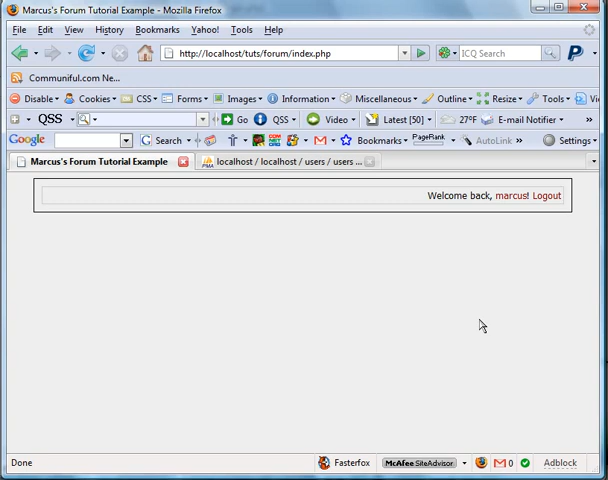 Marcus's Forum Tutorial Example - Mozilla Firefox
File Edit View History Bookmarks Yahoo! Tools Help
http://localhost/tuts/forum/index.php ICQ Search
Communiful.com Ne...
Disable Cookies CSS Forms Images Information Miscellaneous Outline Resize Tools Vi
QSS Go QSS Video Latest [50] 27°F E-mail Notifier
Google Search Bookmarks PageRank AutoLink » Settings
Marcus's Forum Tutorial Example localhost / localhost / users / users ...
Welcome back, marcus! Logout
Done Fasterfox McAfee SiteAdvisor 0 Adblock